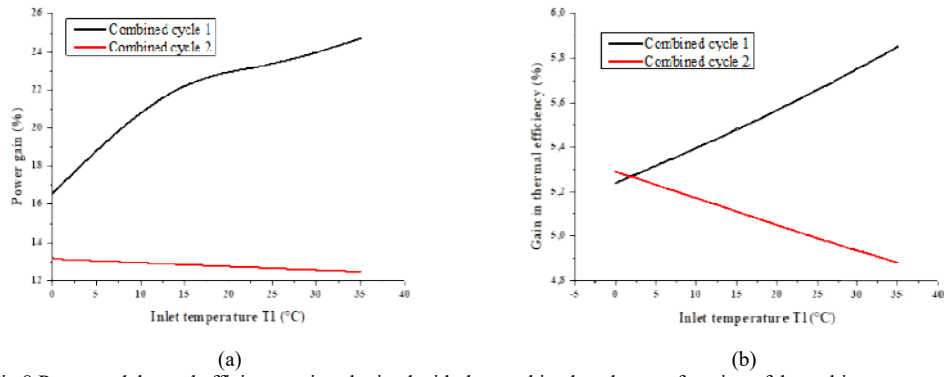 26
24
22
20
18
16
14
12
Power gain (%)
Combined cycle 1
Combined cycle 2
0 5 10 15 20 25 30 35 40
Inlet temperature T1 (°C)
(a)
6,0
5,8
5,6
5,4
5,2
5,0
4,8
Gain in thermal efficiency (%)
Combined cycle 1
Combined cycle 2
-5 0 5 10 15 20 25 30 35 40
Inlet temperature T1(°C)
(b)